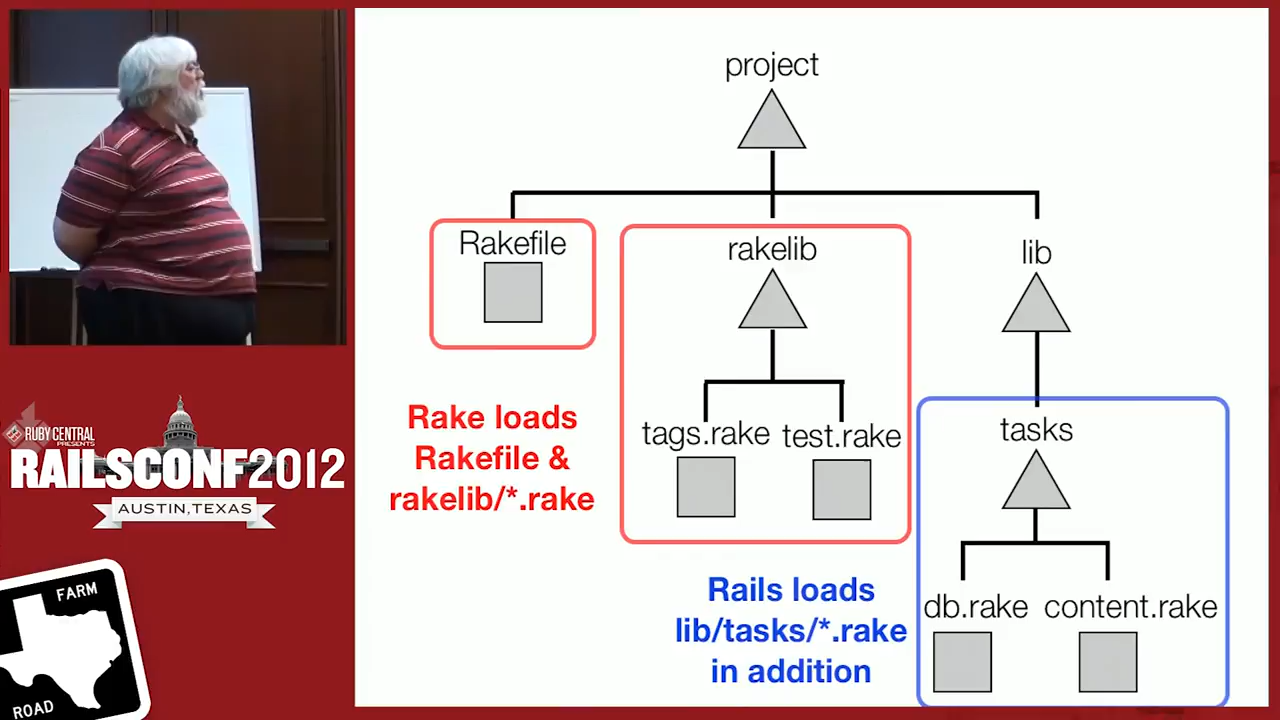 project
Rakefile
rakelib
lib
Rake loads
Rakefile &
rakelib/*.rake
tags.rake
test.rake
tasks
Rails loads
lib/tasks/*.rake
in addition
db.rake
content.rake
RUBY CENTRAL
PRESENTS
RAILSCONF2012
AUSTIN, TEXAS
FARM
ROAD